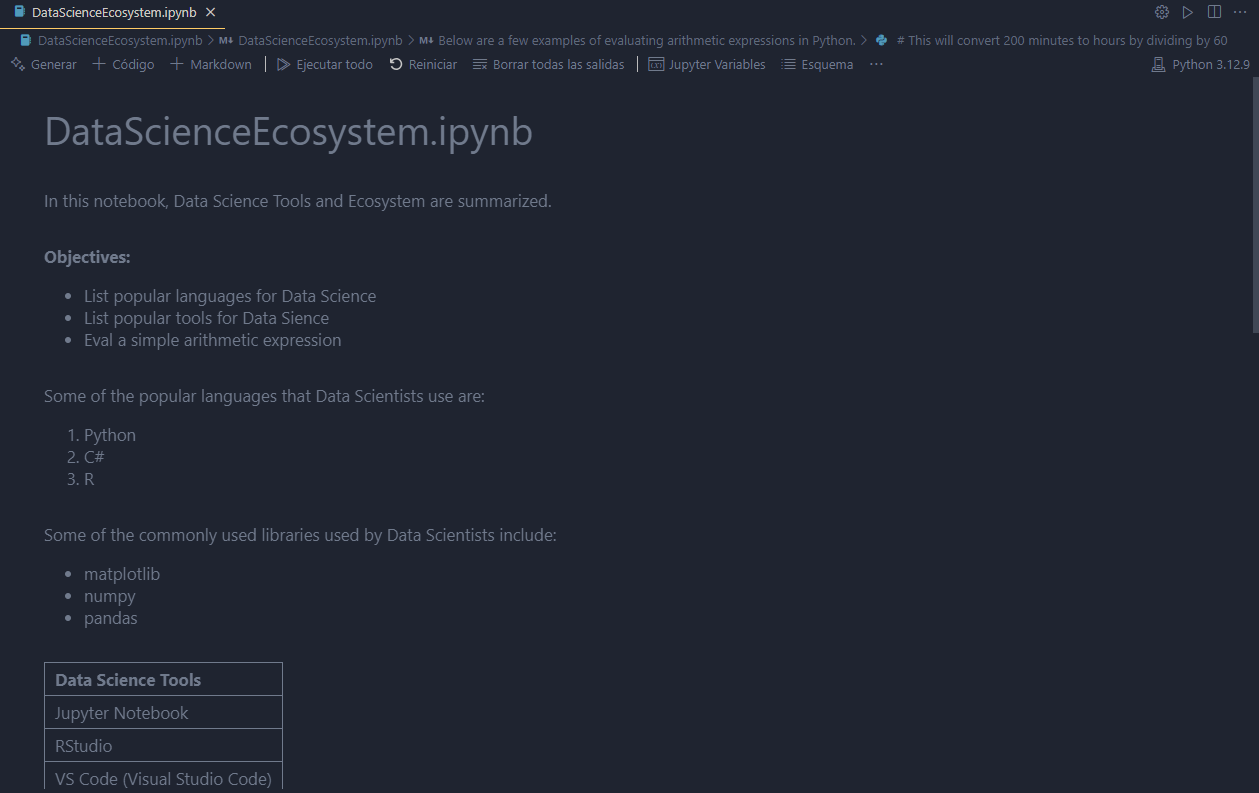 DataScienceEcosystem.ipynb
DataScienceEcosystem.ipynb > M↓ DataScienceEcosystem.ipynb > M↓ Below are a few examples of evaluating arithmetic expressions in Python. > # This will convert 200 minutes to hours by dividing by 60
Generar + Código + Markdown | Ejecutar todo Reiniciar Borrar todas las salidas | Jupyter Variables Esquema ··· Python 3.12.9
DataScienceEcosystem.ipynb
In this notebook, Data Science Tools and Ecosystem are summarized.
Objectives:
• List popular languages for Data Science
• List popular tools for Data Sience
• Eval a simple arithmetic expression
Some of the popular languages that Data Scientists use are:
1. Python
2. C#
3. R
Some of the commonly used libraries used by Data Scientists include:
• matplotlib
• numpy
• pandas
Data Science Tools
Jupyter Notebook
RStudio
VS Code (Visual Studio Code)